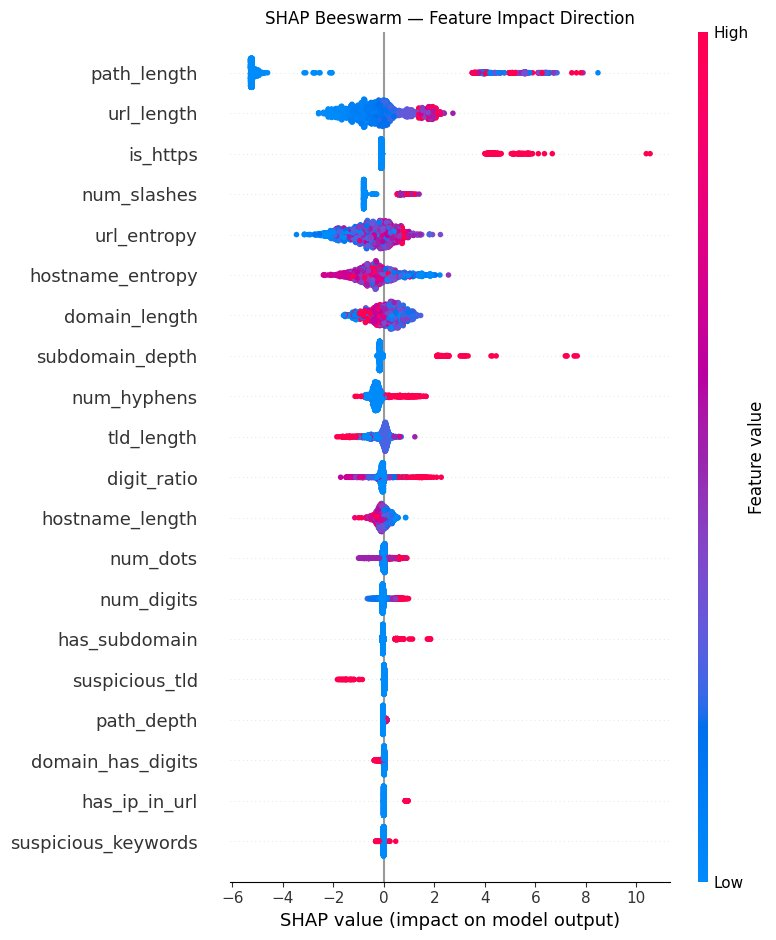 SHAP Beeswarm — Feature Impact Direction
High
path_length
url_length
is_https
num_slashes
url_entropy
hostname_entropy
domain_length
subdomain_depth
num_hyphens
tld_length
digit_ratio
hostname_length
num_dots
num_digits
has_subdomain
suspicious_tld
path_depth
domain_has_digits
has_ip_in_url
suspicious_keywords
Feature value
Low
−6 −4 −2 0 2 4 6 8 10
SHAP value (impact on model output)